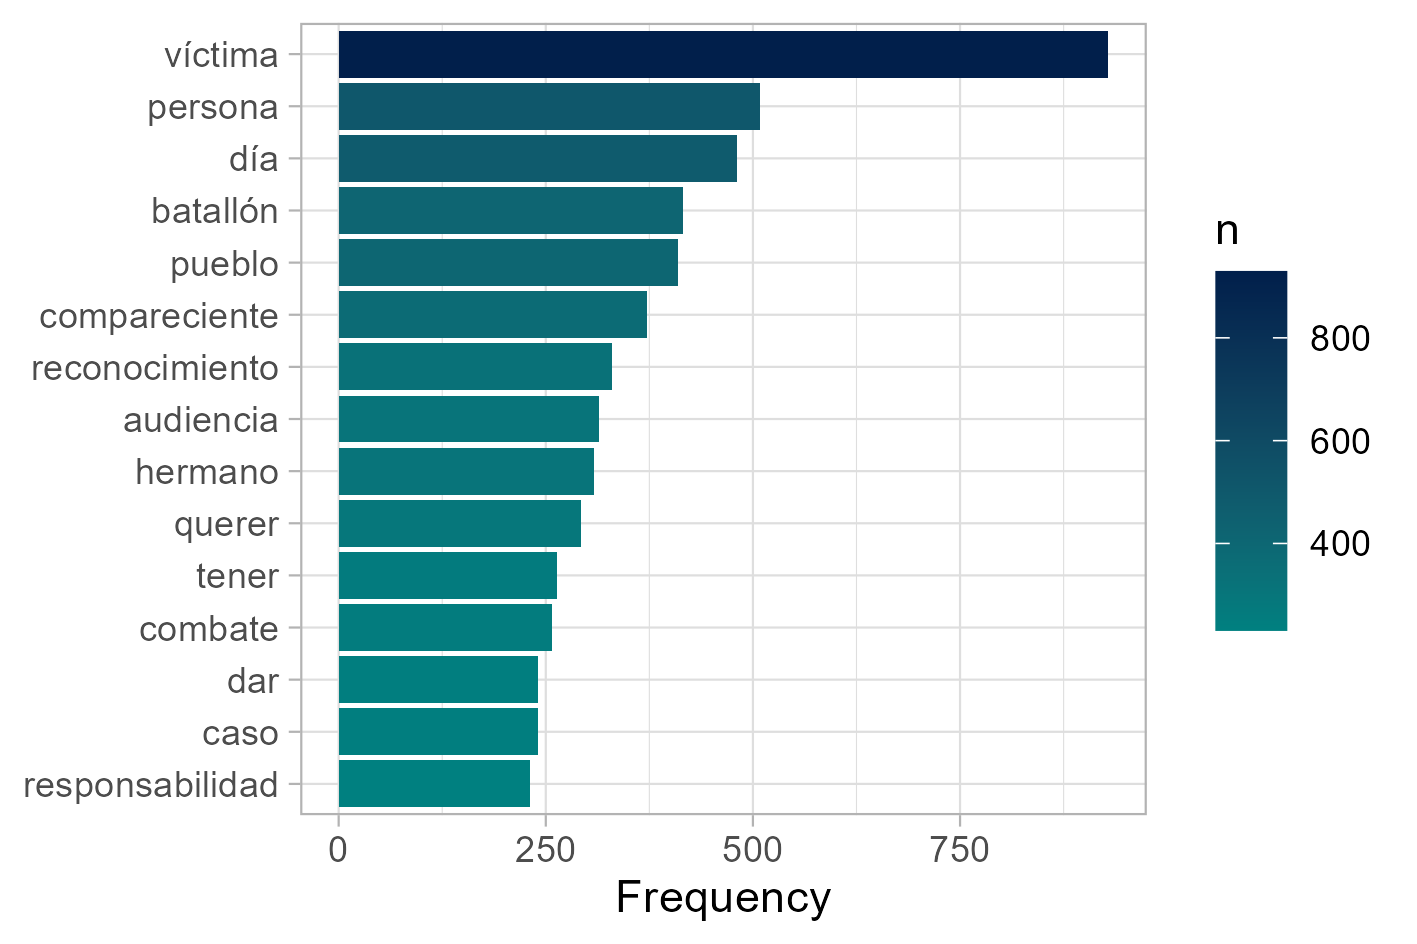 víctima
persona
día
batallón
pueblo
compareciente
reconocimiento
audiencia
hermano
querer
tener
combate
dar
caso
responsabilidad
0 250 500 750
Frequency
n
800
600
400